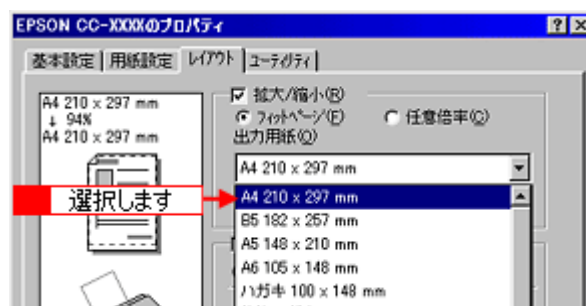 EPSON CC-XXXXのプロパティ
基本設定 用紙設定 レイアウト ユーティリティ
A4 210 x 297 mm
↓ 94%
A4 210 x 297 mm
拡大/縮小(R)
フィットページ(F) 任意倍率(Q)
出力用紙(O)
A4 210 x 297 mm
選択します
A4 210 x 297 mm
B5 182 x 257 mm
A5 148 x 210 mm
A6 105 x 148 mm
ハガキ 100 x 148 mm